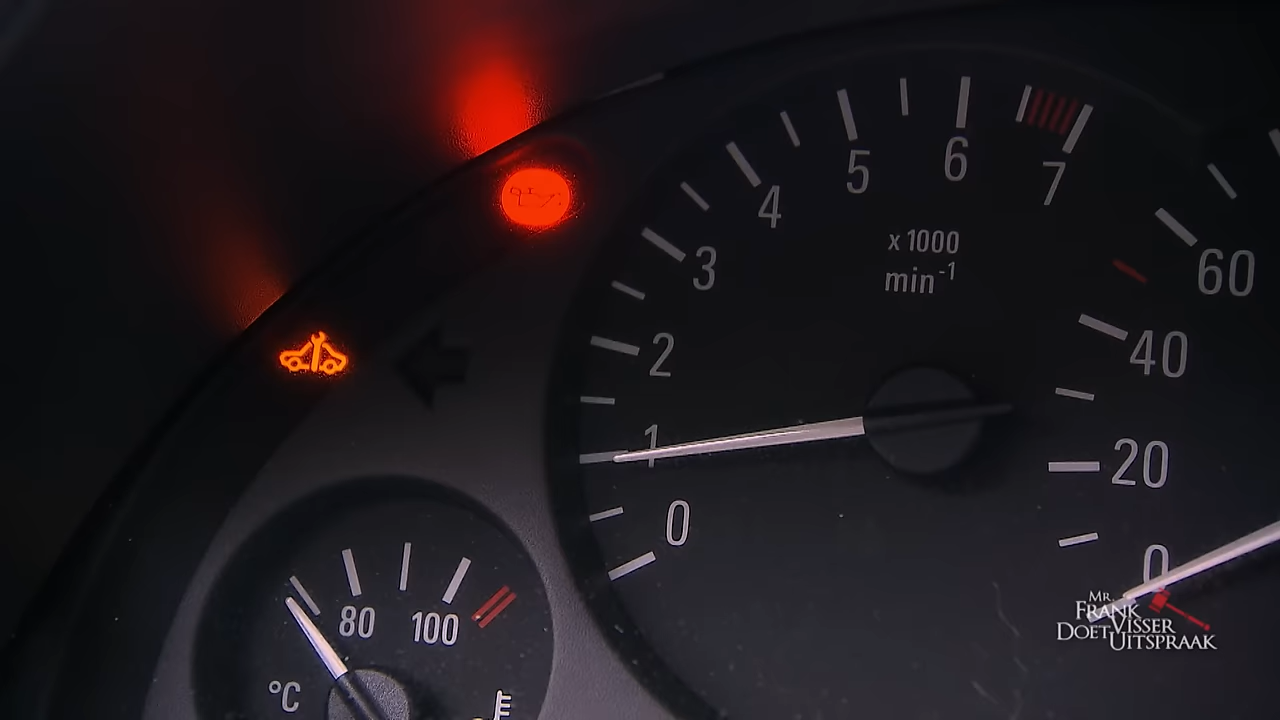 5
6
7
4
3
2
1
0
x 1000
min⁻¹
60
40
20
0
80
100
°C
MR.
FRANK
VISSER
DOET
UITSPRAAK